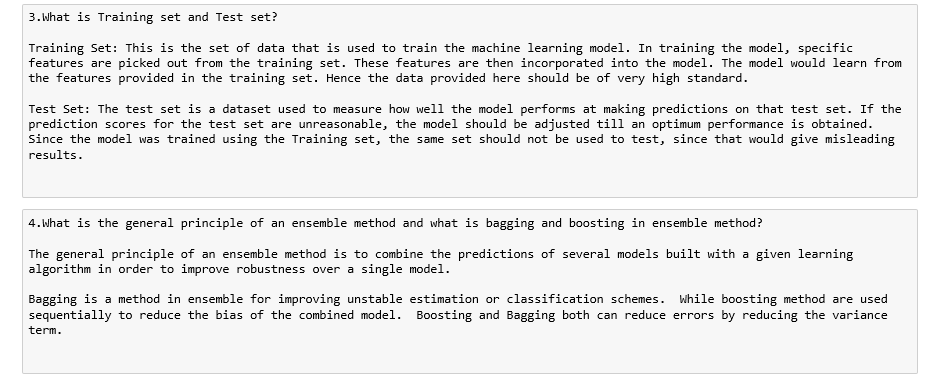 3.What is Training set and Test set?
Training Set: This is the set of data that is used to train the machine learning model. In training the model, specific
features are picked out from the training set. These features are then incorporated into the model. The model would learn from
the features provided in the training set. Hence the data provided here should be of very high standard.
Test Set: The test set is a dataset used to measure how well the model performs at making predictions on that test set. If the
prediction scores for the test set are unreasonable, the model should be adjusted till an optimum performance is obtained.
Since the model was trained using the Training set, the same set should not be used to test, since that would give misleading
results.
4.What is the general principle of an ensemble method and what is bagging and boosting in ensemble method?
The general principle of an ensemble method is to combine the predictions of several models built with a given learning
algorithm in order to improve robustness over a single model.
Bagging is a method in ensemble for improving unstable estimation or classification schemes.  While boosting method are used
sequentially to reduce the bias of the combined model.  Boosting and Bagging both can reduce errors by reducing the variance
term.